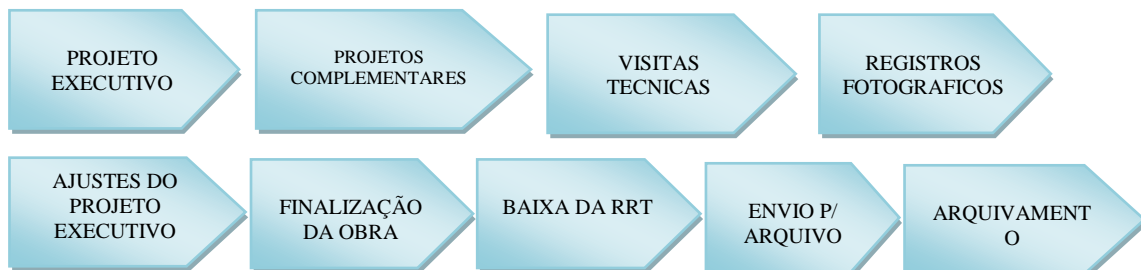 PROJETO
EXECUTIVO
PROJETOS
COMPLEMENTARES
VISITAS
TECNICAS
REGISTROS
FOTOGRAFICOS
AJUSTES DO
PROJETO
EXECUTIVO
FINALIZAÇÃO
DA OBRA
BAIXA DA RRT
ENVIO P/
ARQUIVO
ARQUIVAMENT
O